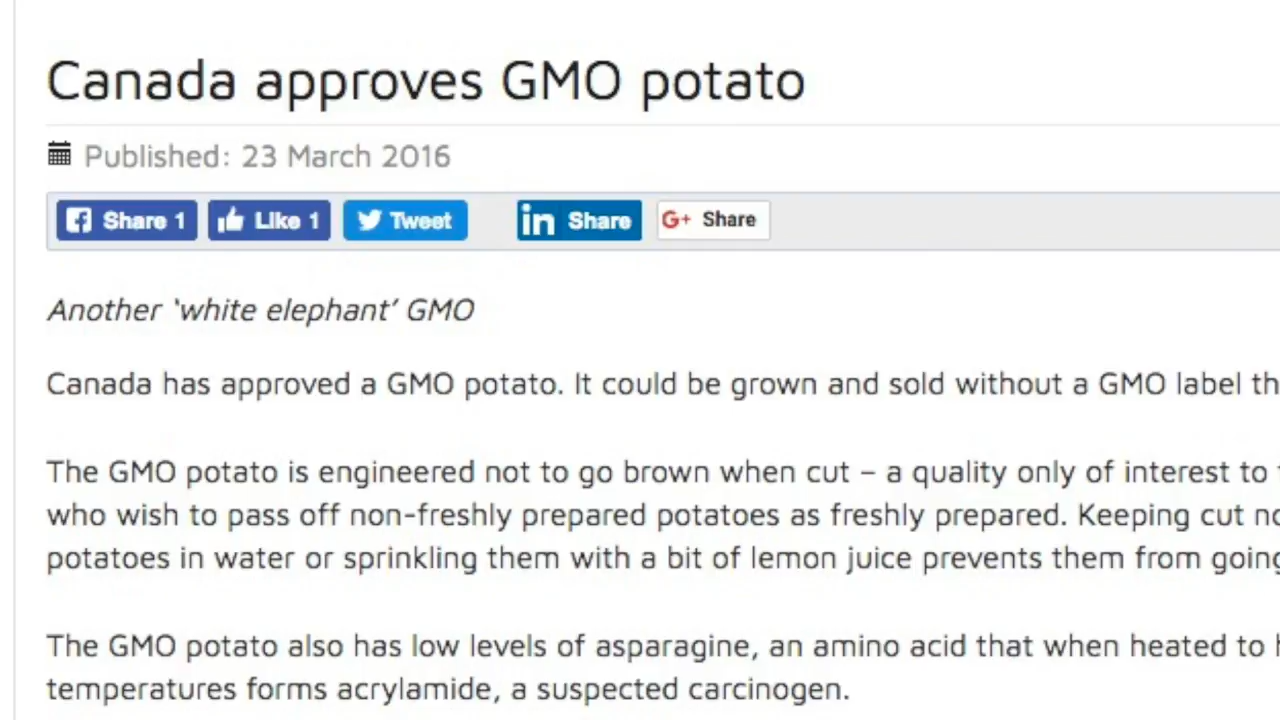 Canada approves GMO potato
Published: 23 March 2016
Share 1 Like 1 Tweet in Share G+ Share
Another ‘white elephant’ GMO
Canada has approved a GMO potato. It could be grown and sold without a GMO label
The GMO potato is engineered not to go brown when cut – a quality only of interest to
who wish to pass off non-freshly prepared potatoes as freshly prepared. Keeping cut
potatoes in water or sprinkling them with a bit of lemon juice prevents them from
The GMO potato also has low levels of asparagine, an amino acid that when heated to
temperatures forms acrylamide, a suspected carcinogen.